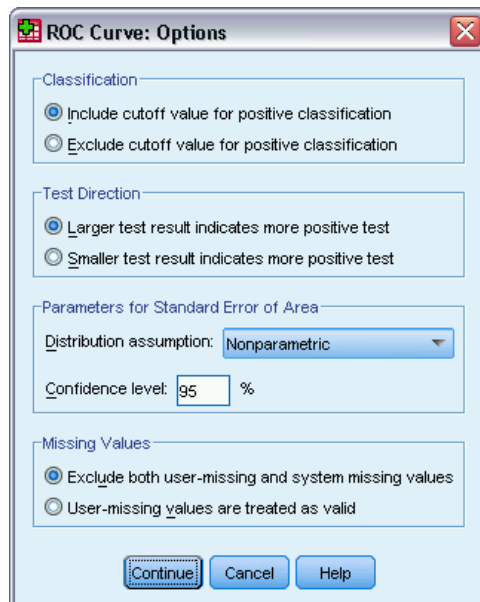 ROC Curve: Options
Classification
Include cutoff value for positive classification
Exclude cutoff value for positive classification
Test Direction
Larger test result indicates more positive test
Smaller test result indicates more positive test
Parameters for Standard Error of Area
Distribution assumption: Nonparametric
Confidence level: 95 %
Missing Values
Exclude both user-missing and system missing values
User-missing values are treated as valid
Continue Cancel Help